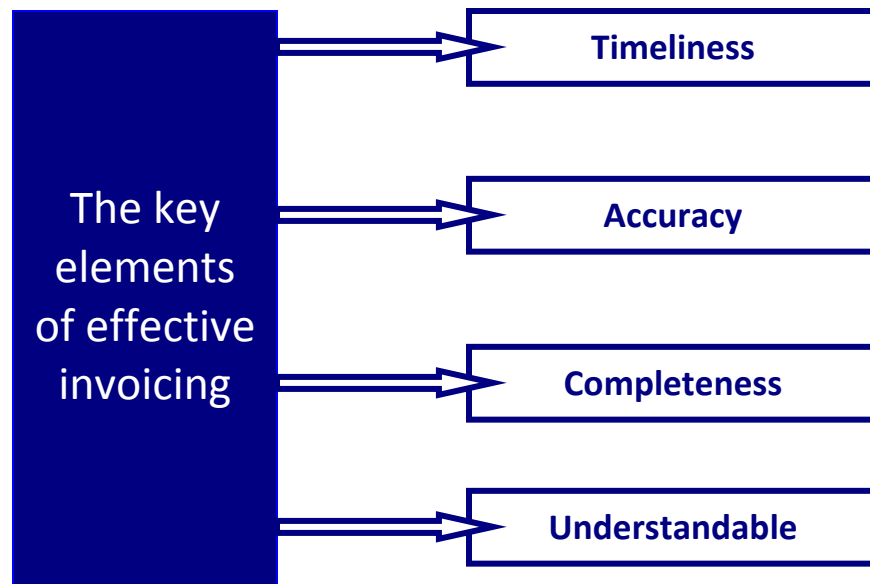 The key
elements
of effective
invoicing
Timeliness
Accuracy
Completeness
Understandable